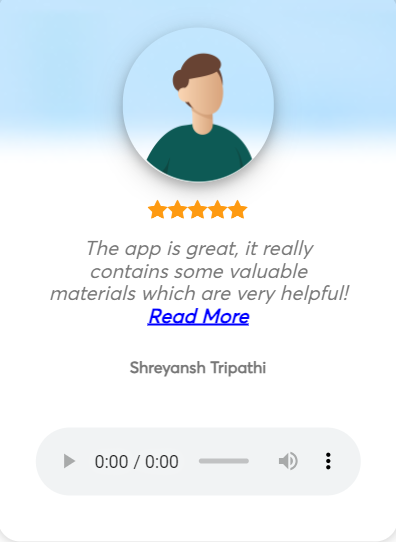 The app is great, it really
contains some valuable
materials which are very helpful!
Read More
Shreyansh Tripathi
0:00 / 0:00